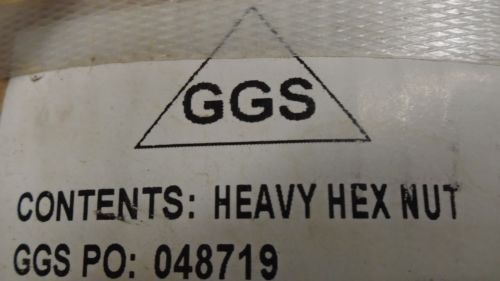 GGS
CONTENTS: HEAVY HEX NUT
GGS PO: 048719